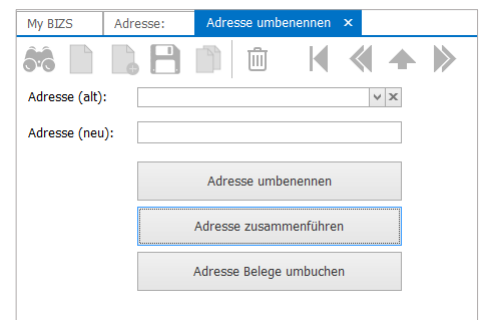 My BIZS Adresse: Adresse umbenennen ×
Adresse (alt):
Adresse (neu):
Adresse umbenennen
Adresse zusammenführen
Adresse Belege umbuchen